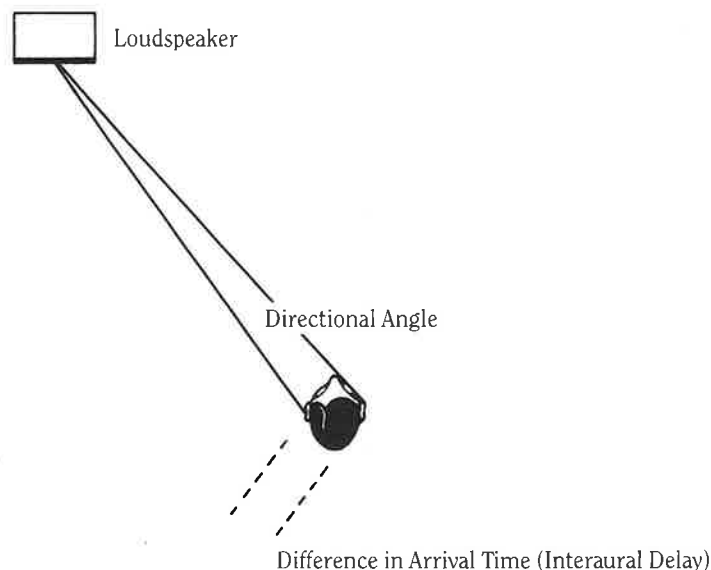 Loudspeaker
Directional Angle
Difference in Arrival Time (Interaural Delay)